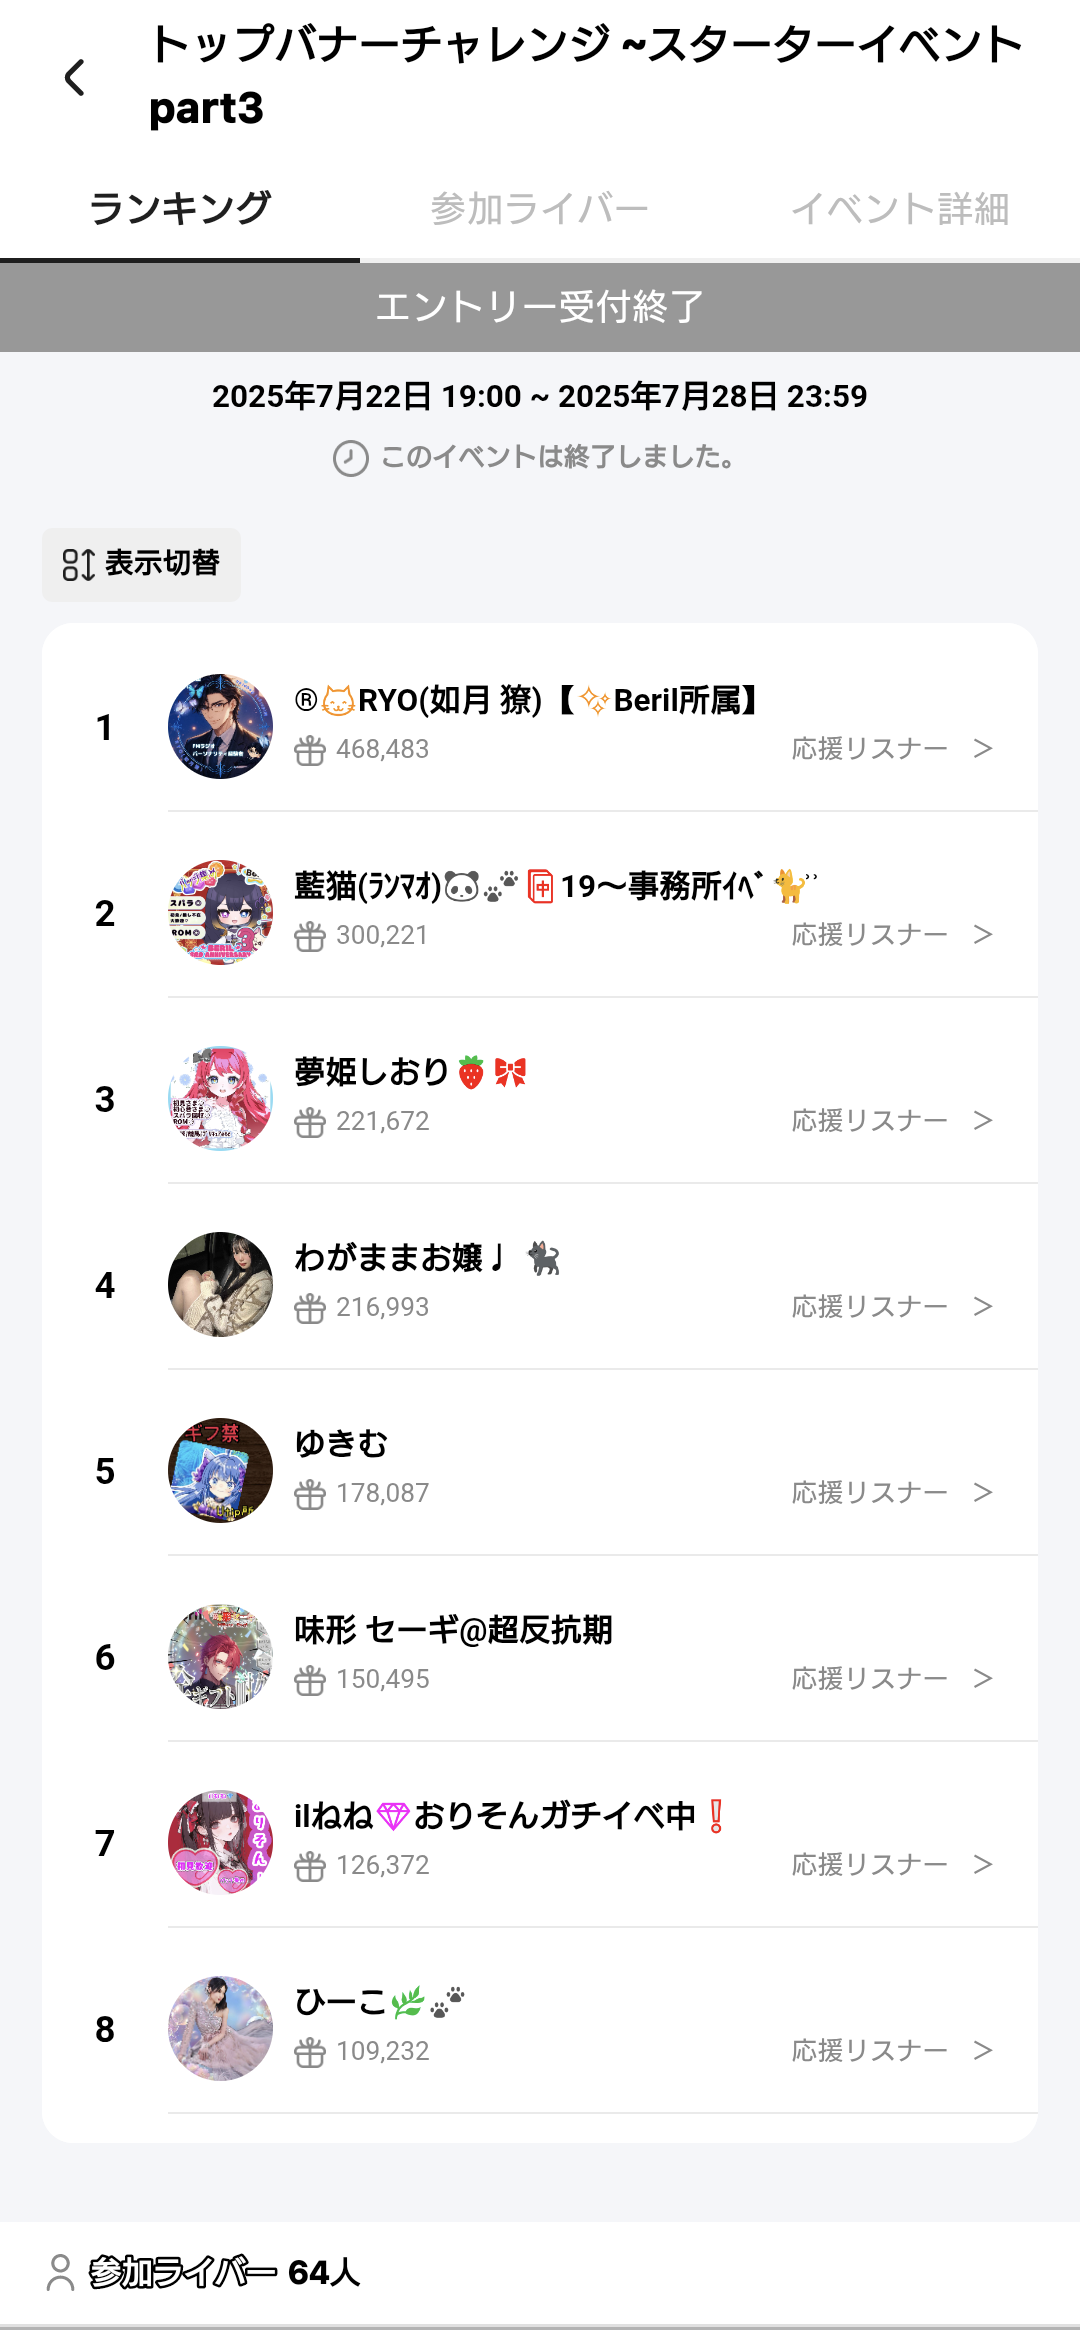 トップバナーチャレンジ ~スターターイベント
part3
ランキング 参加ライバー イベント詳細
エントリー受付終了
2025年7月22日 19:00 ~ 2025年7月28日 23:59
このイベントは終了しました。
表示切替
1
®🐱RYO(如月 獠)【✨Beril所属】
468,483 応援リスナー >
2
藍猫(ﾗﾝﾏｵ)🐼🐾🀄19〜事務所ｲﾍﾞ🐈”
300,221 応援リスナー >
3
夢姫しおり🍓🎀
221,672 応援リスナー >
4
わがままお嬢♩ 🐈‍⬛
216,993 応援リスナー >
5
ギフ禁
ゆきむ
178,087 応援リスナー >
6
味形 セーギ@超反抗期
150,495 応援リスナー >
7
ilねね💎おりそんガチイベ中❗
126,372 応援リスナー >
8
ひーこ🌿🐾
109,232 応援リスナー >
参加ライバー 64人